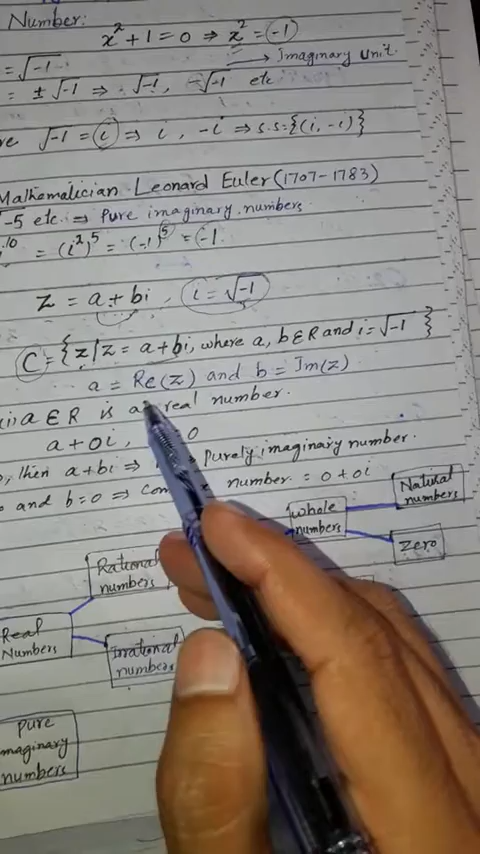 Number:
x² + 1 = 0 ⇒ x² = -1
= √-1 → Imaginary Unit.
= ± √-1 ⇒ √-1 , -√-1 etc
√-1 = i ⇒ i , -i ⇒ s.s = {(i, -i)}
Mathematician Leonard Euler (1707-1783)
-5 etc. ⇒ Pure imaginary numbers
10 = (i²)⁵ = (-1)⁵ = -1
Z = a + bi , i = √-1
C = {z / z = a + bi, where a, b ∈ R and i = √-1 }
a = Re(z) and b = Im(z)
a ∈ R is a real number.
a + 0i , 0
, then a + bi ⇒ Purely imaginary number
and b = 0 ⇒ number = 0 + 0i
Natural numbers
Whole numbers
Zero
Rational numbers
Real Numbers
Irrational numbers
Pure maginary numbers